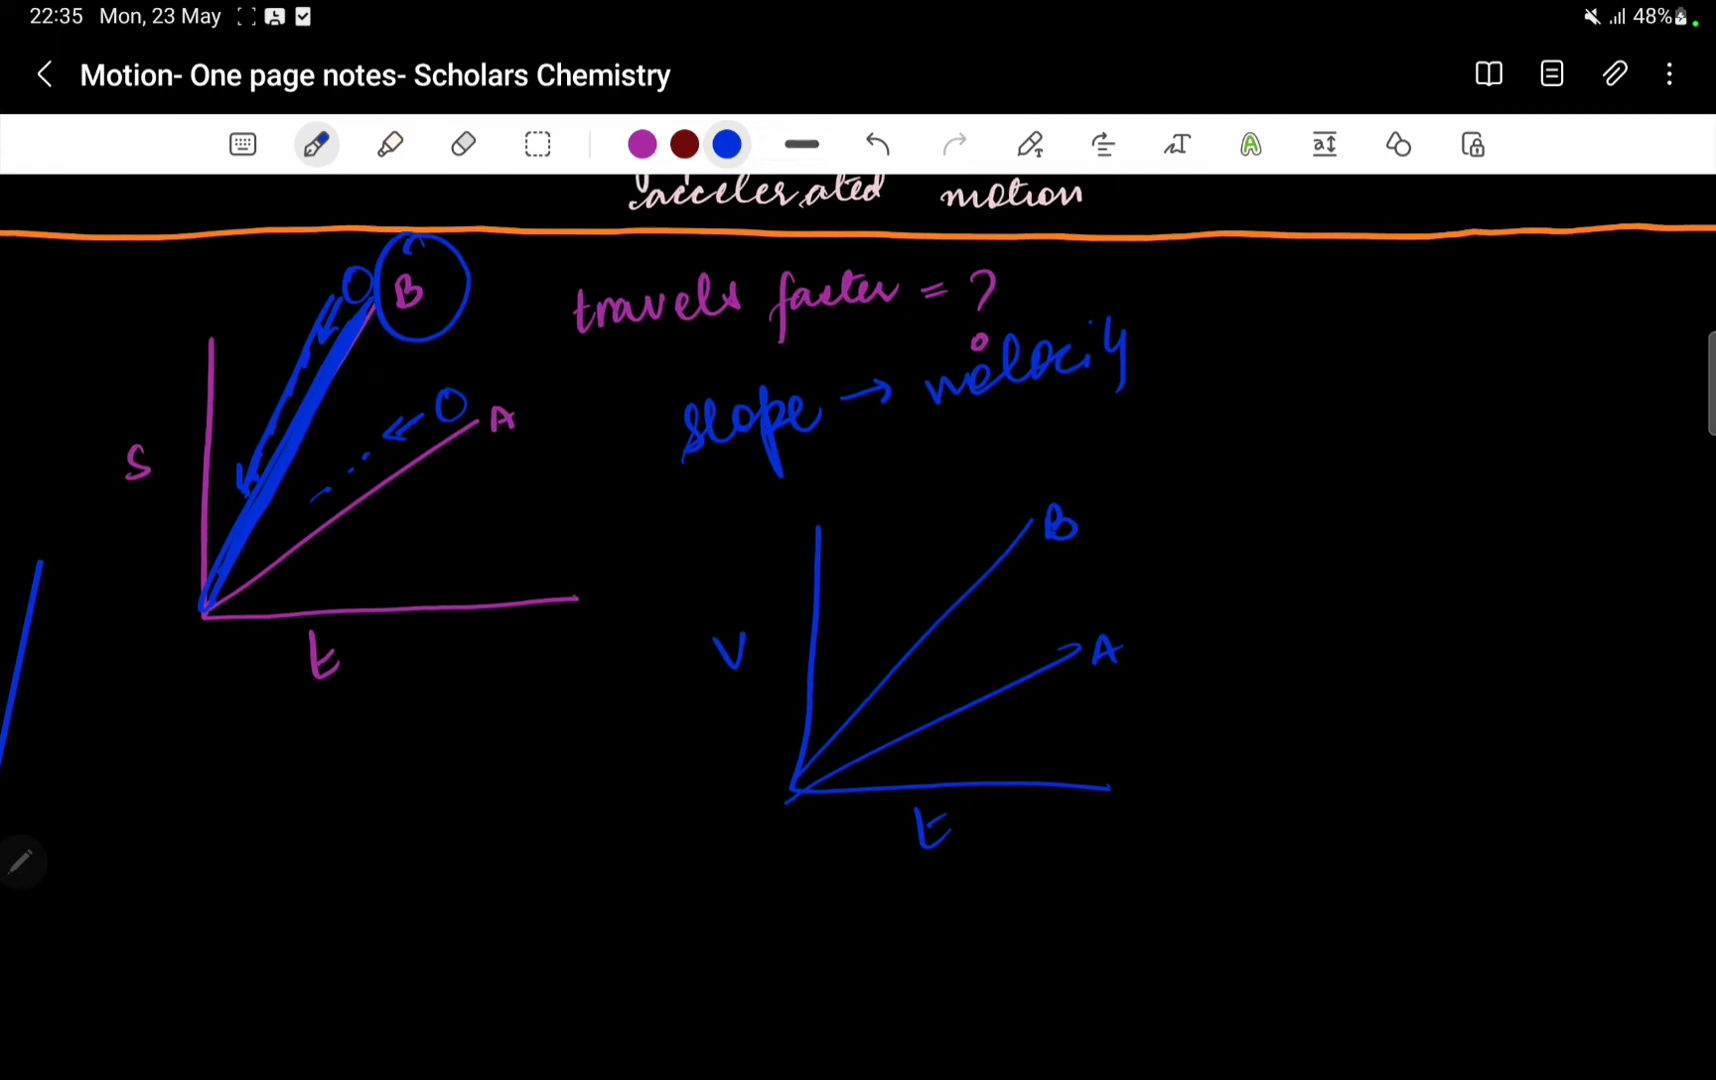 22:35 Mon, 23 May
48%
Motion- One page notes- Scholars Chemistry
accelerated motion
B
travels faster = ?
slope → velocity
A
S
t
B
A
V
t